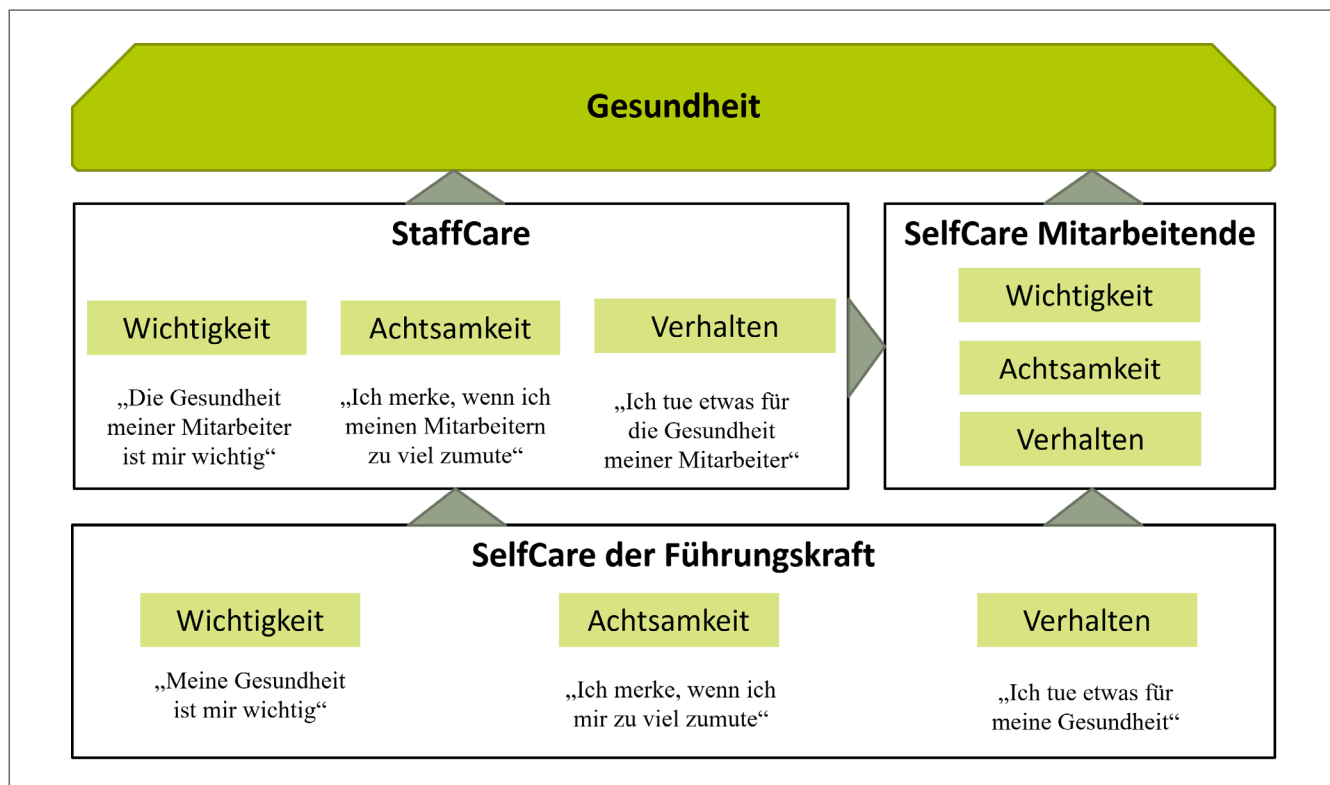 Gesundheit
StaffCare
Wichtigkeit
„Die Gesundheit
meiner Mitarbeiter
ist mir wichtig“
Achtsamkeit
„Ich merke, wenn ich
meinen Mitarbeitern
zu viel zumute“
Verhalten
„Ich tue etwas für
die Gesundheit
meiner Mitarbeiter“
SelfCare Mitarbeitende
Wichtigkeit
Achtsamkeit
Verhalten
SelfCare der Führungskraft
Wichtigkeit
„Meine Gesundheit
ist mir wichtig“
Achtsamkeit
„Ich merke, wenn ich
mir zu viel zumute“
Verhalten
„Ich tue etwas für
meine Gesundheit“